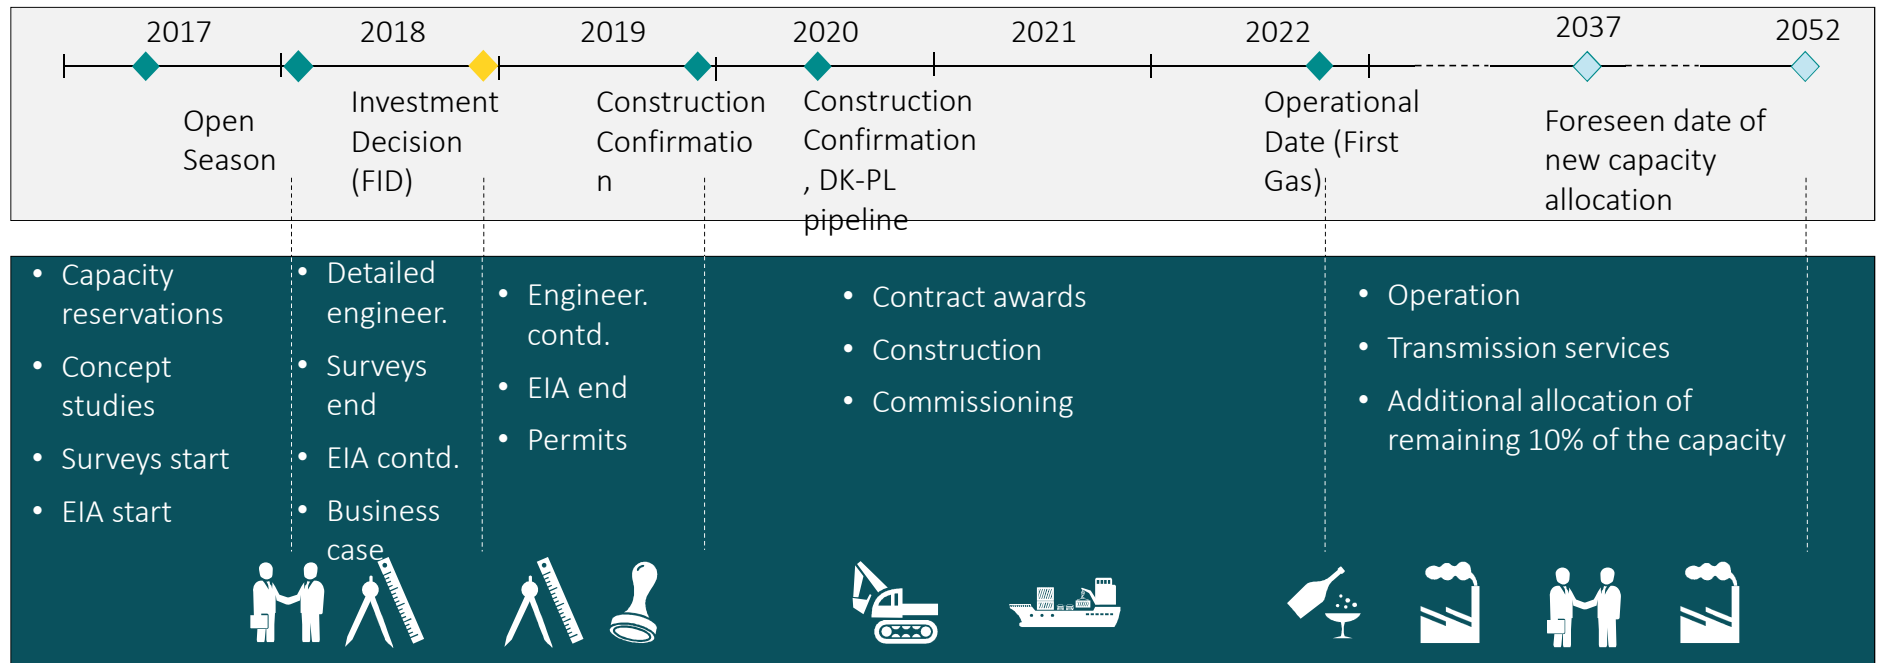 2017
2018
2019
2020
2021
2022
2037
2052
Open
Season
Investment
Decision
(FID)
Construction
Confirmatio
n
Construction
Confirmation
, DK-PL
pipeline
Operational
Date (First
Gas)
Foreseen date of
new capacity
allocation
• Capacity
reservations
• Concept
studies
• Surveys start
• EIA start
• Detailed
engineer.
• Surveys
end
• EIA contd.
• Business
case
• Engineer.
contd.
• EIA end
• Permits
• Contract awards
• Construction
• Commissioning
• Operation
• Transmission services
• Additional allocation of
remaining 10% of the capacity